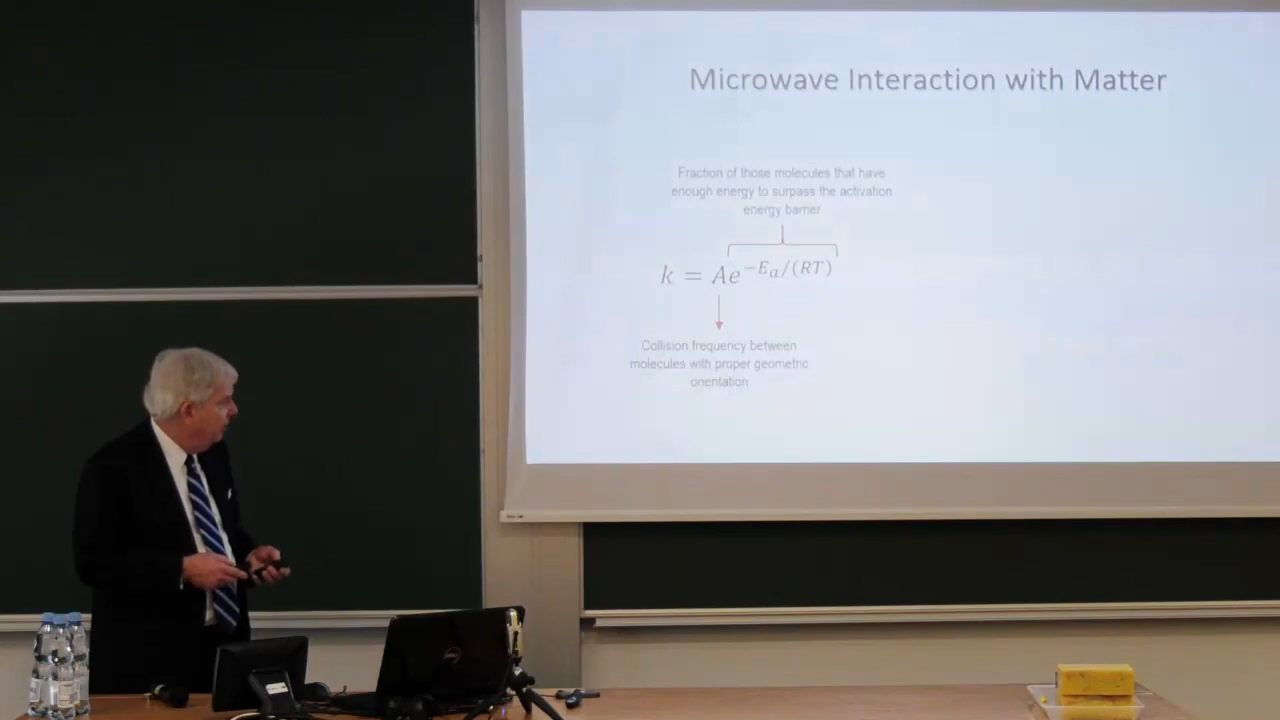 Microwave Interaction with Matter
Fraction of those molecules that have
enough energy to surpass the activation
energy barrier
k = Ae^{-E_a/(RT)}
Collision frequency between
molecules with proper geometric
orientation
DELL